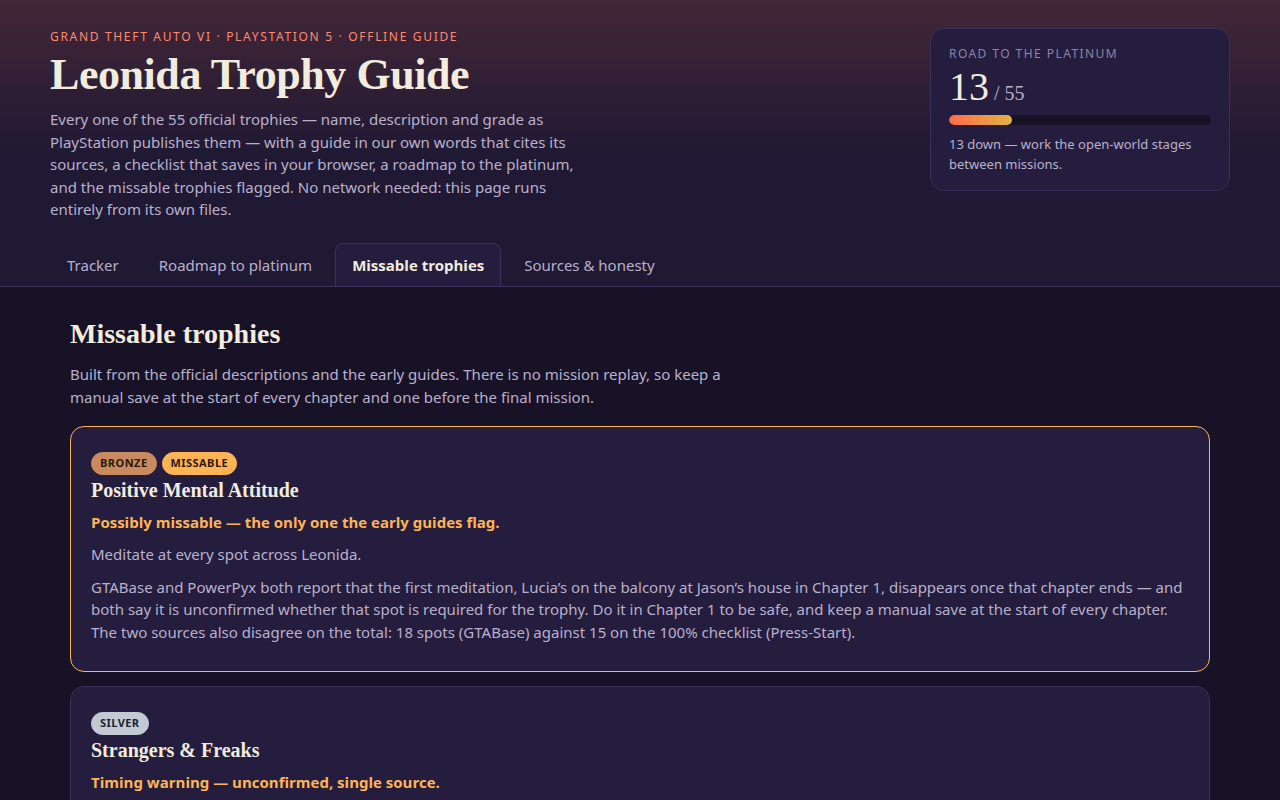 GRAND THEFT AUTO VI · PLAYSTATION 5 · OFFLINE GUIDE
Leonida Trophy Guide
Every one of the 55 official trophies — name, description and grade as
PlayStation publishes them — with a guide in our own words that cites its
sources, a checklist that saves in your browser, a roadmap to the platinum,
and the missable trophies flagged. No network needed: this page runs
entirely from its own files.
ROAD TO THE PLATINUM
13 / 55
13 down — work the open-world stages
between missions.
Tracker
Roadmap to platinum
Missable trophies
Sources & honesty
Missable trophies
Built from the official descriptions and the early guides. There is no mission replay, so keep a
manual save at the start of every chapter and one before the final mission.
BRONZE MISSABLE
Positive Mental Attitude
Possibly missable — the only one the early guides flag.
Meditate at every spot across Leonida.
GTABase and PowerPyx both report that the first meditation, Lucia’s on the balcony at Jason’s house in Chapter 1, disappears once that chapter ends — and
both say it is unconfirmed whether that spot is required for the trophy. Do it in Chapter 1 to be safe, and keep a manual save at the start of every chapter.
The two sources also disagree on the total: 18 spots (GTABase) against 15 on the 100% checklist (Press-Start).
SILVER
Strangers & Freaks
Timing warning — unconfirmed, single source.